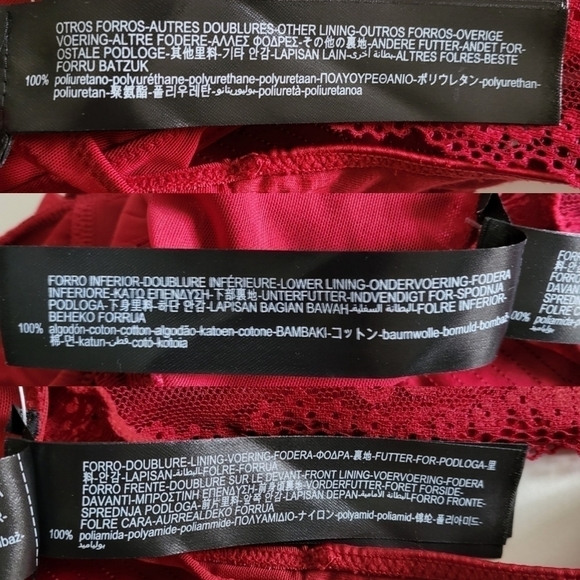 OTROS FORROS-AUTRES DOUBLURES-OTHER LINING-OUTROS FORROS-OVERIGE
VOERING-ALTRE FODERE-ΑΛΛΕΣ ΦΟΔΡΕΣ-その他の裏地-ANDERE FUTTER-ANDET FOR-
OSTALE PODLOGE-其他里料-기타 안감-LAPISAN LAIN-بطانة أخرى-ALTRES FOLRES-BESTE
FORRU BATZUK
100% poliuretano-polyuréthane-polyurethane-polyuretaan-ΠΟΛΥΟΥΡΕΘΑΝΙΟ-ポリウレタン-polyurethan-
poliuretan-聚氨酯-폴리우레탄-بوليوريتانو-poliuretà-poliuretanoa
FORRO INFERIOR-DOUBLURE INFÉRIEURE-LOWER LINING-ONDERVOERING-FODERA
INFERIORE-ΚΑΤΩ ΕΠΕΝΔΥΣΗ-下部裏地-UNTERFUTTER-INDVENDIGT FOR-SPODNJA
PODLOGA-下身里料-하단 안감-LAPISAN BAGIAN BAWAH-البطانة السفلية-FOLRE INFERIOR-
BEHEKO FORRUA
100% algodón-coton-cotton-algodão-katoen-cotone-ΒΑΜΒΑΚΙ-コットン-baumwolle-bomuld-bombaž-
棉-면-katun-قطن-cotó-kotoia
100%
FORRO-DOUBLURE-LINING-VOERING-FODERA-ΦΟΔΡΑ-裏地-FUTTER-FOR-PODLOGA-里
料-안감-LAPISAN-البطانة-FOLRE-FORRUA
FORRO FRENTE-DOUBLURE SUR LE DEVANT-FRONT LINING-VOERVOERING-FODERA
DAVANTI-ΜΠΡΟΣΤΙΝΗ ΕΠΕΝΔΥΣΗ-前身頃裏地-VORDERFUTTER-FORET FORSIDE-
SPREDNJA PODLOGA-前片里料-앞쪽 안감-LAPISAN DEPAN-البطانة الأمامية-FORRO FRONTE-
FOLRE CARA-AURREALDEKO FORRUA
100% poliamida-polyamide-polyamide-poliammide-ΠΟΛΥΑΜΙΔΙΟ-ナイロン-polyamid-poliamid-锦纶-폴리아미드-
بولياميد